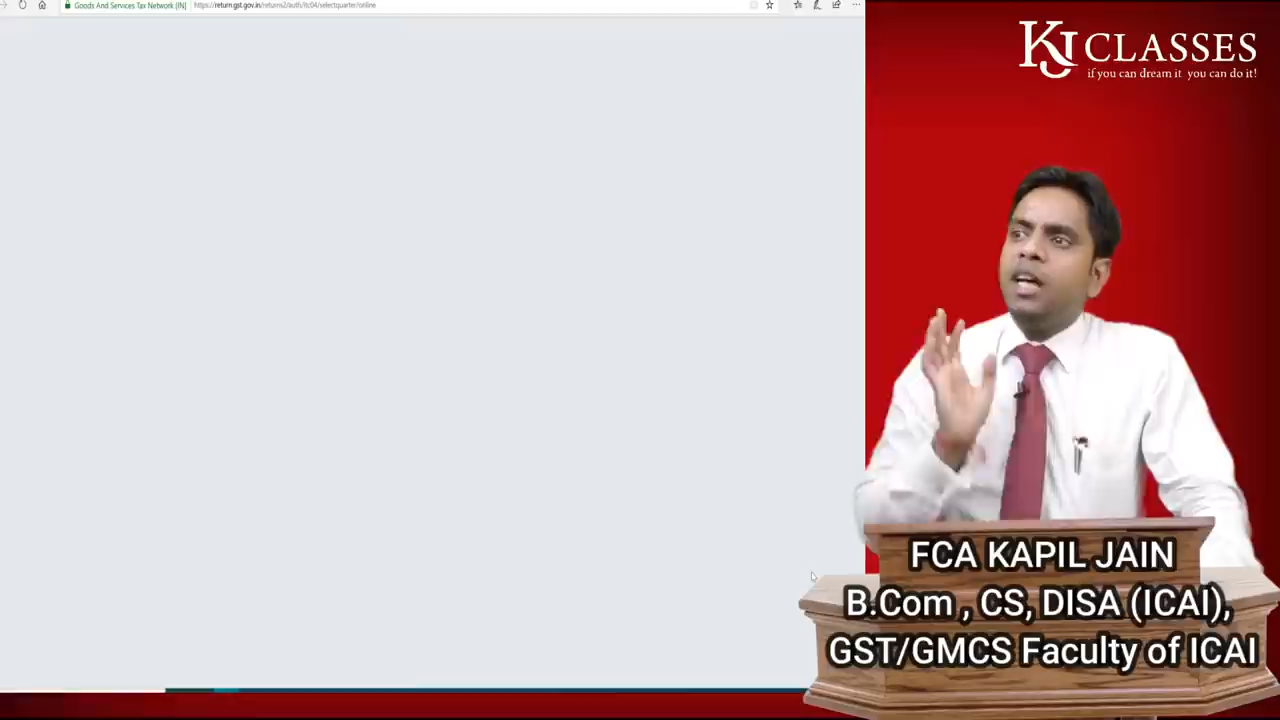 Goods And Services Tax Network [IN] https://return.gst.gov.in/returns2/auth/itc04/selectquarter/online
KJ CLASSES
if you can dream it you can do it!
FCA KAPIL JAIN
B.Com , CS, DISA (ICAI),
GST/GMCS Faculty of ICAI